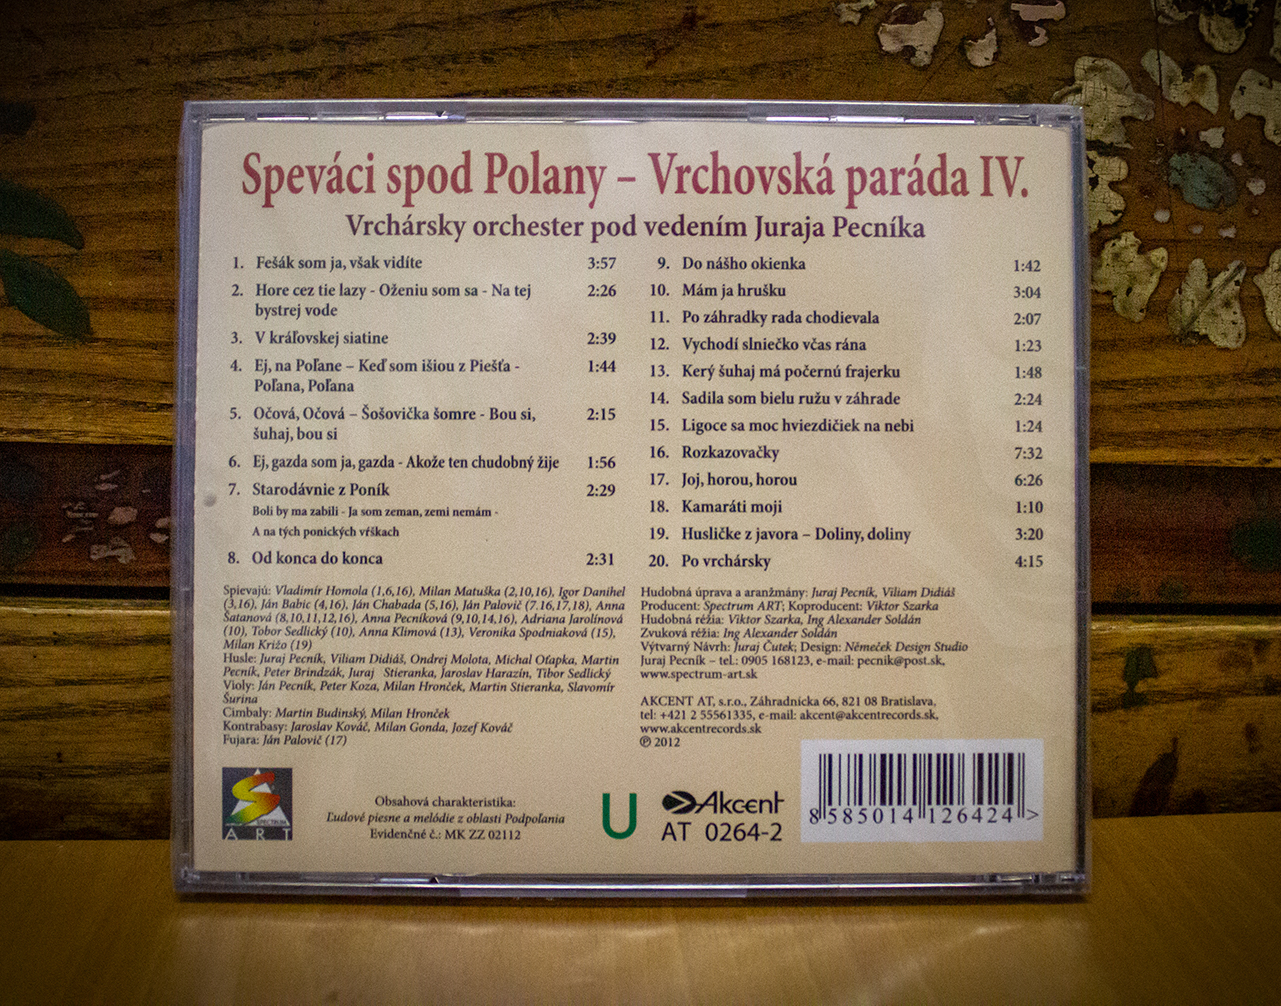 Speváci spod Polany – Vrchovská paráda IV.
Vrchársky orchester pod vedením Juraja Pecníka
1. Fešák som ja, však vidíte 3:57
2. Hore cez tie lazy - Oženiu som sa - Na tej 2:26
bystrej vode
3. V kráľovskej siatine 2:39
4. Ej, na Poľane – Keď som išiou z Piešťa - 1:44
Poľana, Poľana
5. Očová, Očová – Šošovička šomre - Bou si, 2:15
šuhaj, bou si
6. Ej, gazda som ja, gazda - Akože ten chudobný žije 1:56
7. Starodávnie z Poník 2:29
Boli by ma zabili - Ja som zeman, zemi nemám -
A na tých ponických vŕškach
8. Od konca do konca 2:31
9. Do nášho okienka 1:42
10. Mám ja hrušku 3:04
11. Po záhradky rada chodievala 2:07
12. Vychodí slniečko včas rána 1:23
13. Kerý šuhaj má počernú frajerku 1:48
14. Sadila som bielu ružu v záhrade 2:24
15. Ligoce sa moc hviezdičiek na nebi 1:24
16. Rozkazovačky 7:32
17. Joj, horou, horou 6:26
18. Kamaráti moji 1:10
19. Husličke z javora – Doliny, doliny 3:20
20. Po vrchársky 4:15
Spievajú: Vladimír Homola (1,6,16), Milan Matuška (2,10,16), Igor Danihel
(3,16), Ján Babic (4,16), Ján Chabada (5,16), Ján Palovič (7.16,17,18), Anna
Šatanová (8,10,11,12,16), Anna Pecníková (9,10,14,16), Adriana Jarolínová
(10), Tobor Sedlický (10), Anna Klimová (13), Veronika Spodniaková (15),
Milan Križo (19)
Husle: Juraj Pecník, Viliam Didiáš, Ondrej Molota, Michal Oťapka, Martin
Pecník, Peter Brindzák, Juraj Stieranka, Jaroslav Harazin, Tibor Sedlický
Violy: Ján Pecník, Peter Koza, Milan Hronček, Martin Stieranka, Slavomír
Šurina
Cimbaly: Martin Budinský, Milan Hronček
Kontrabasy: Jaroslav Kováč, Milan Gonda, Jozef Kováč
Fujara: Ján Palovič (17)
Hudobná úprava a aranžmány: Juraj Pecník, Viliam Didiáš
Producent: Spectrum ART; Koproducent: Viktor Szarka
Hudobná réžia: Viktor Szarka, Ing Alexander Soldán
Zvuková réžia: Ing Alexander Soldán
Výtvarný Návrh: Juraj Čutek; Design: Němeček Design Studio
Juraj Pecník – tel.: 0905 168123, e-mail: pecnik@post.sk,
www.spectrum-art.sk
AKCENT AT, s.r.o., Záhradnícka 66, 821 08 Bratislava,
tel: +421 2 55561335, e-mail: akcent@akcentrecords.sk,
www.akcentrecords.sk
℗ 2012
S
SPECTRUM
ART
Obsahová charakteristika:
Ľudové piesne a melódie z oblasti Podpoľania
Evidenčné č.: MK ZZ 02112
U
Akcent
AT 0264-2
8 585014 126424 >